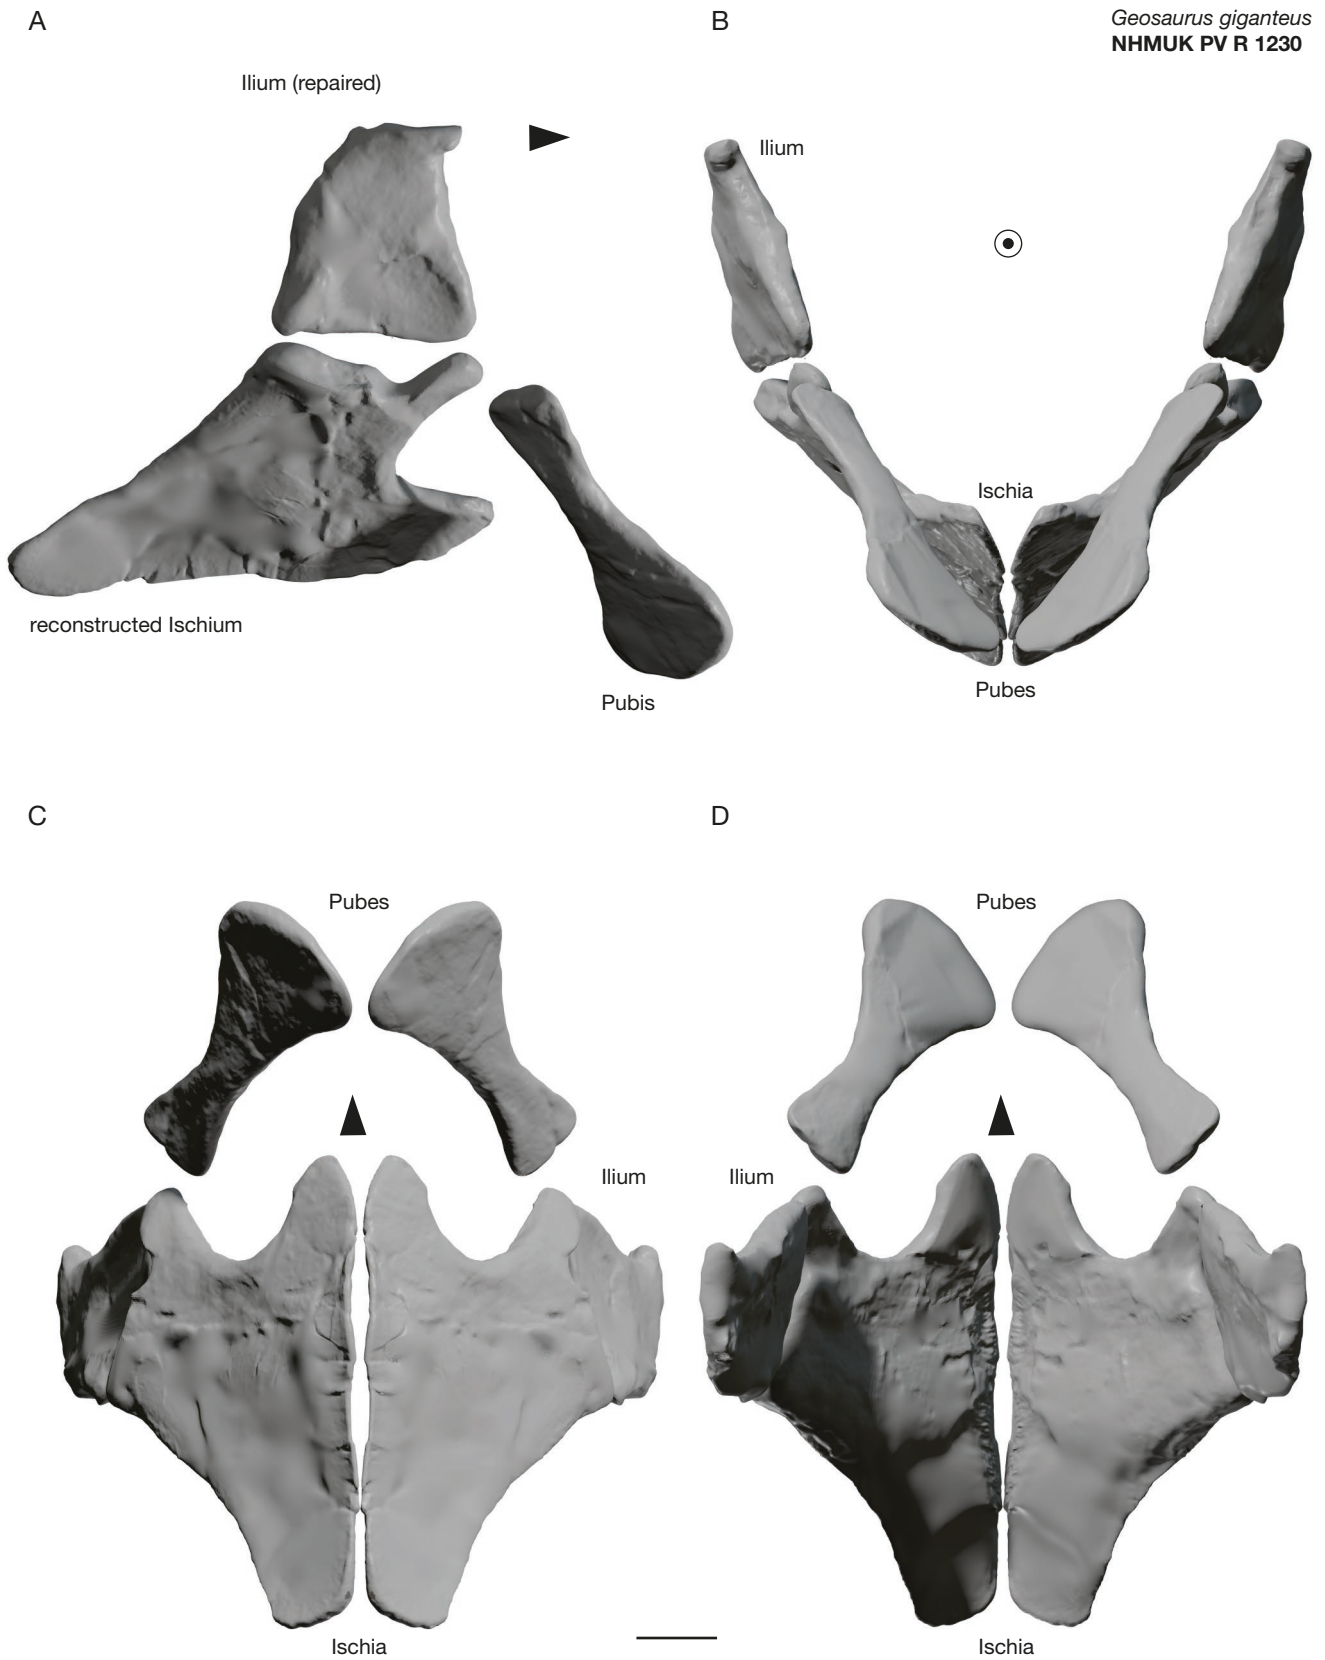 A
B
Geosaurus giganteus
NHMUK PV R 1230
Ilium (repaired)
Ilium
Ischia
reconstructed Ischium
Pubis
Pubes
C
D
Pubes
Pubes
Ilium
Ilium
Ischia
Ischia